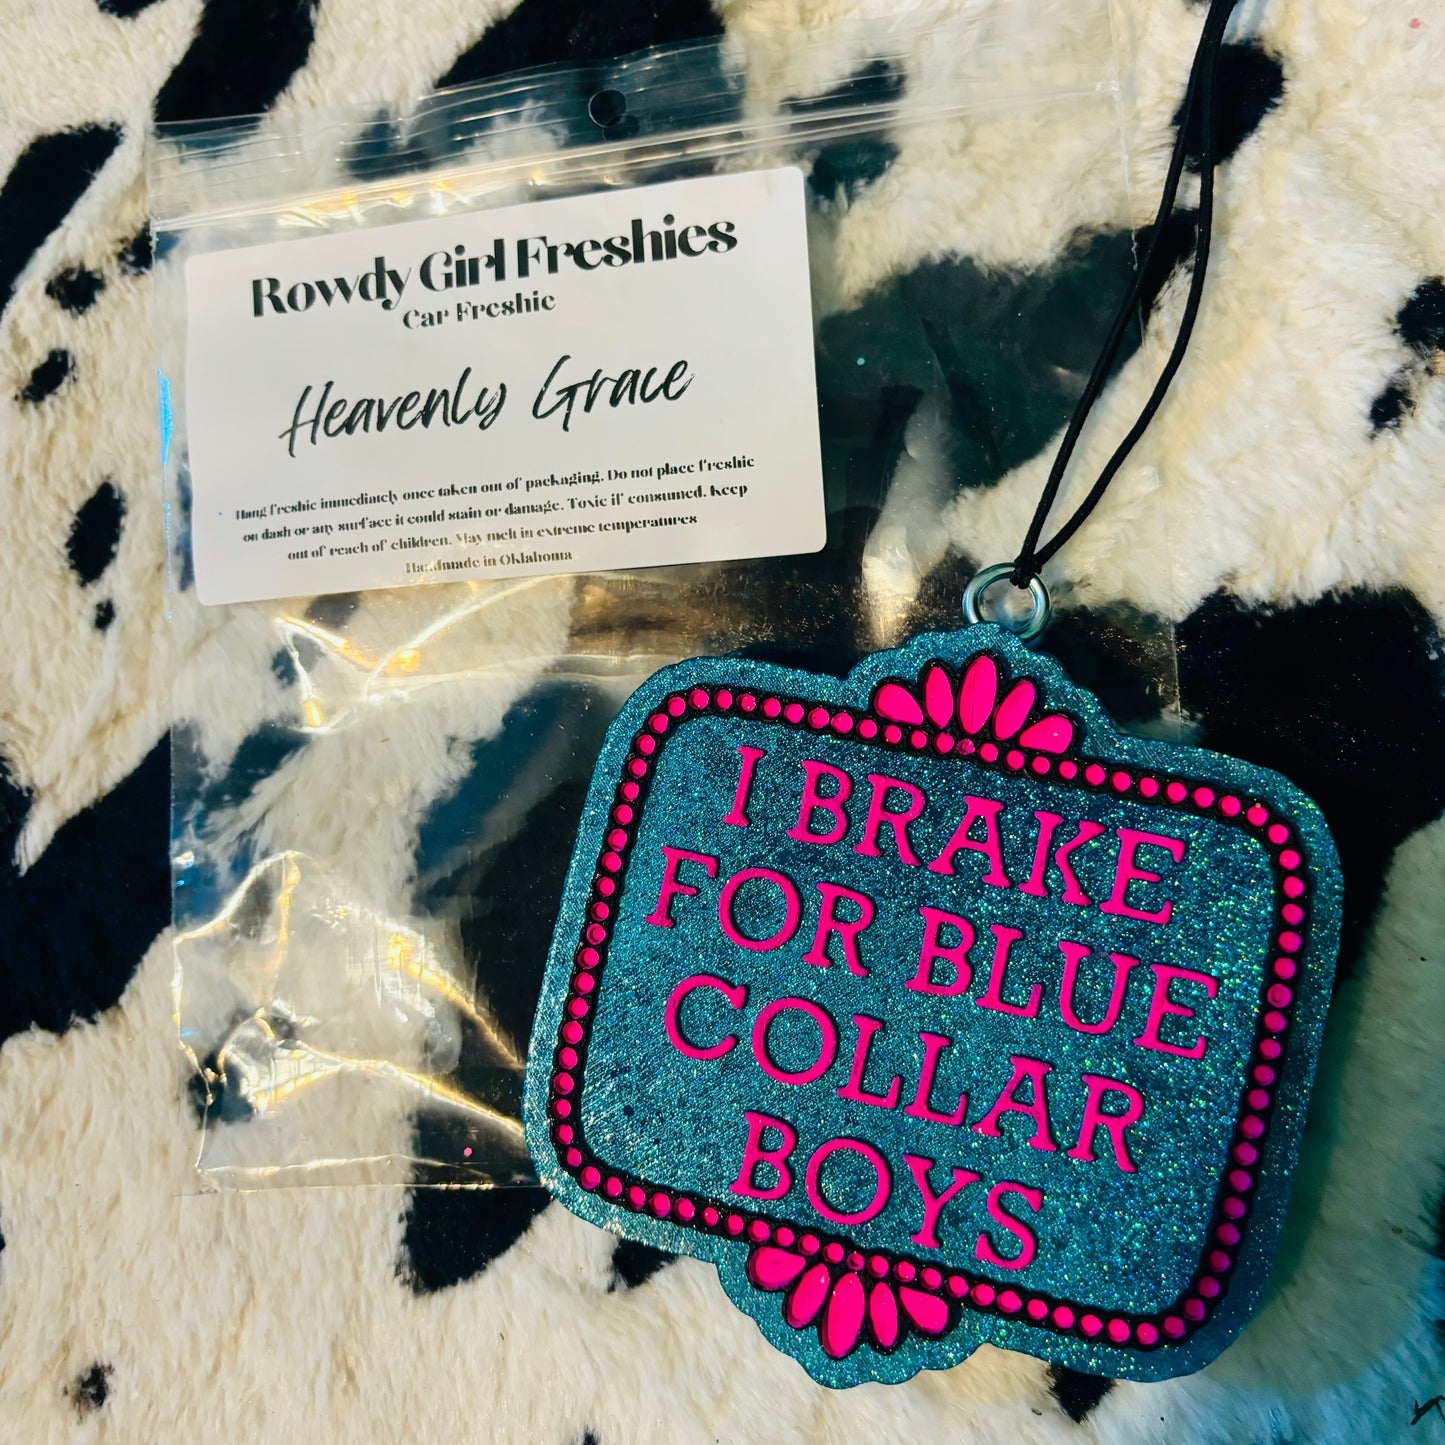 Rowdy Girl Freshies
Car Freshie
Heavenly Grace
Hang freshie immediately once taken out of packaging. Do not place freshie
on dash or any surface it could stain or damage. Toxic if consumed. Keep
out of reach of children. May melt in extreme temperatures
Handmade in Oklahoma
I BRAKE
FOR BLUE
COLLAR
BOYS